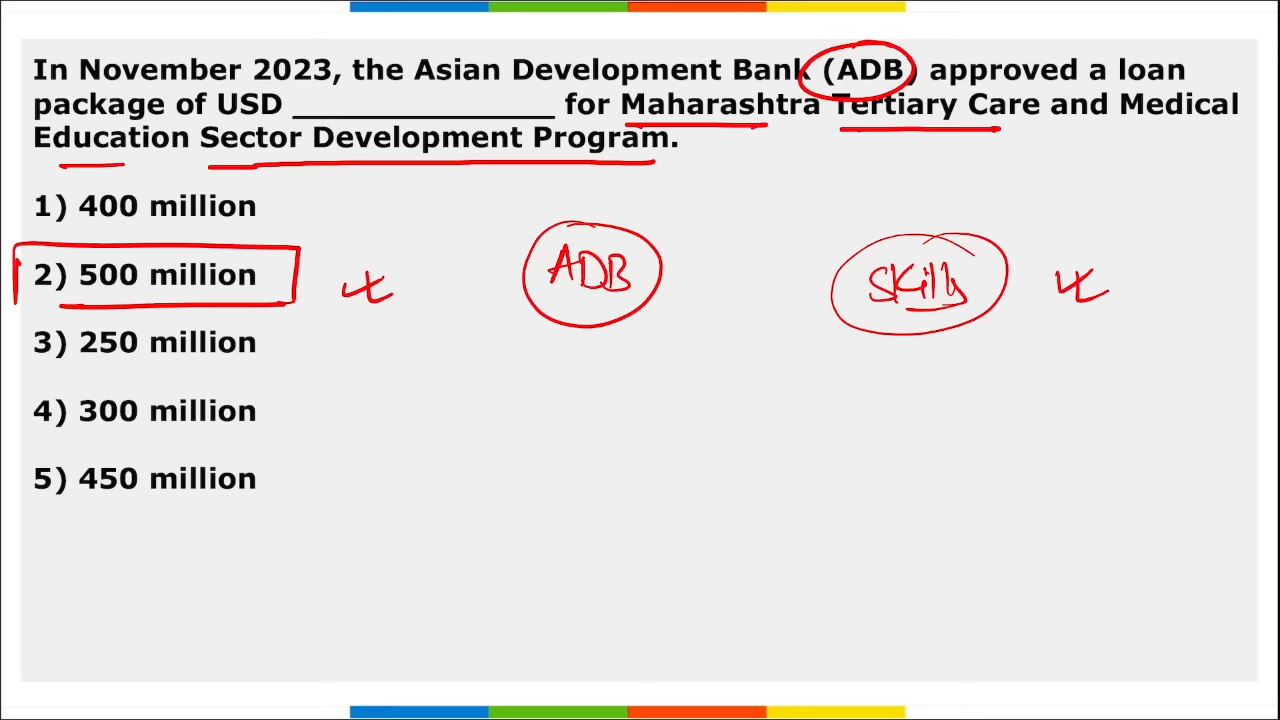 In November 2023, the Asian Development Bank (ADB) approved a loan
package of USD __________________ for Maharashtra Tertiary Care and Medical
Education Sector Development Program.
1) 400 million
2) 500 million
ADB
3) 250 million
4) 300 million
5) 450 million